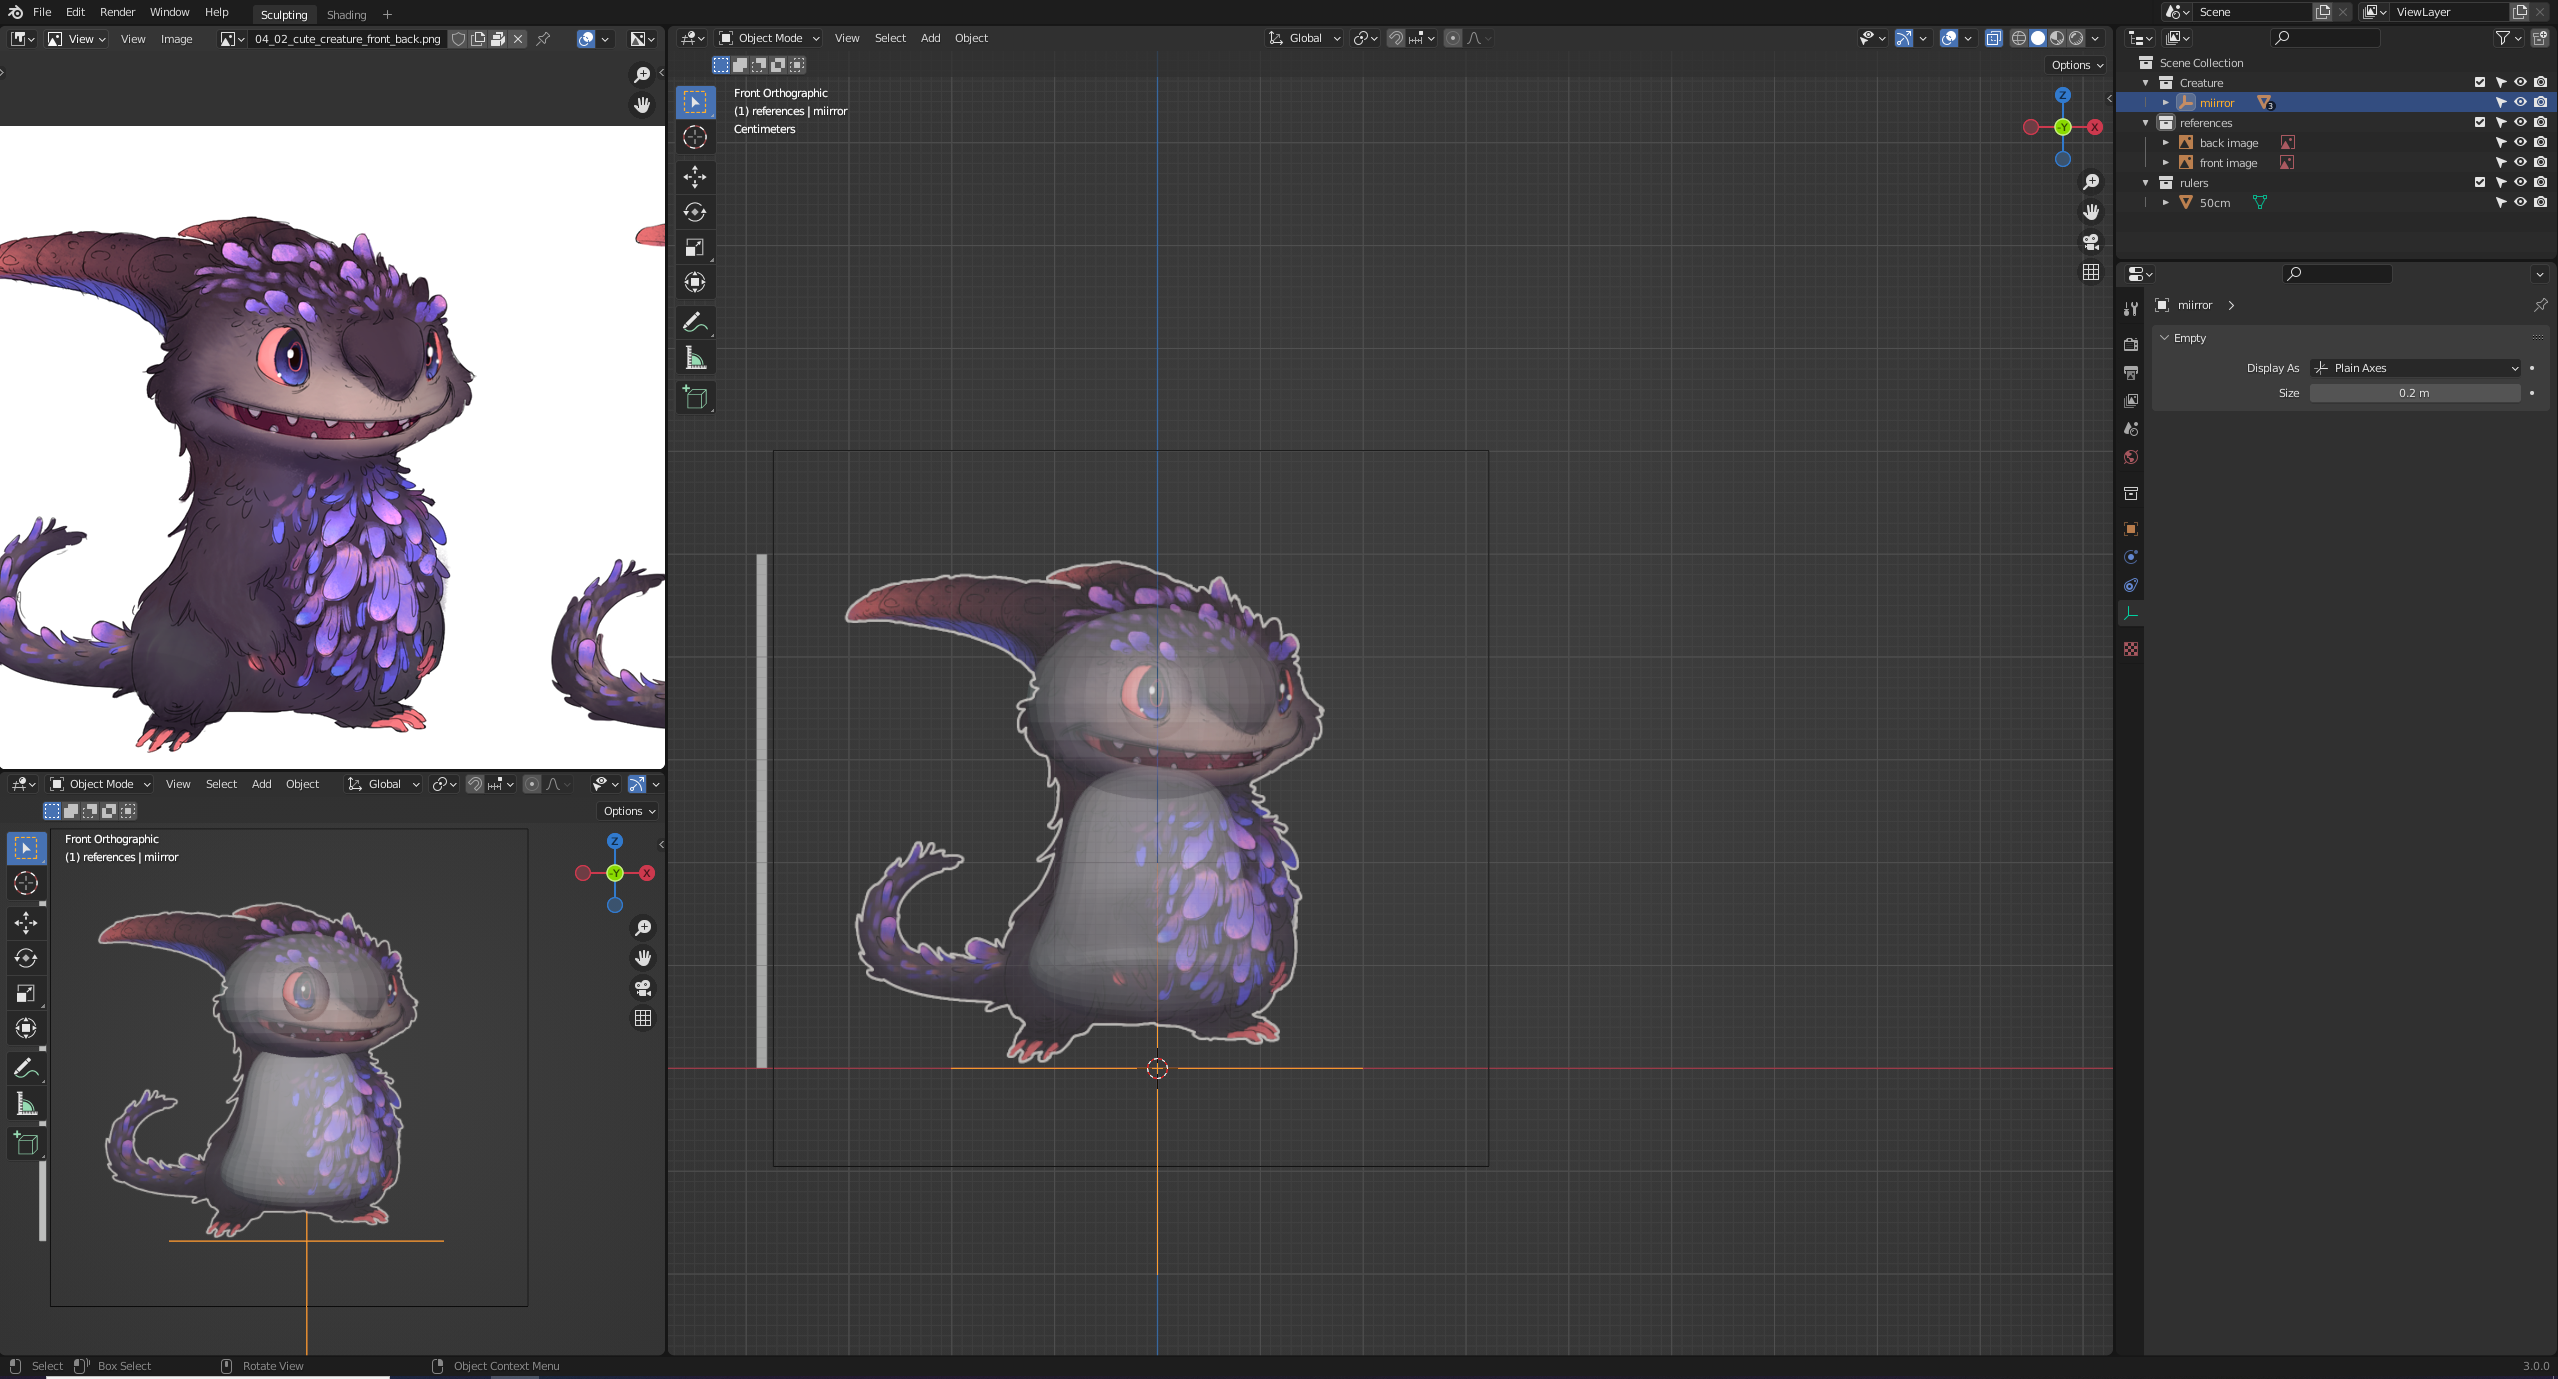 File Edit Render Window Help Sculpting Shading + Scene ViewLayer
View View Image 04_02_cute_creature_front_back.png
Object Mode View Select Add Object Global
Options
Front Orthographic
(1) references | miirror
Centimeters
Z
-Y X
Scene Collection
Creature
miirror 3
references
back image
front image
rulers
50cm
miirror
Empty
Display As Plain Axes
Size 0.2 m
Object Mode View Select Add Object Global
Options
Front Orthographic
(1) references | miirror
Z
-Y X
Select Box Select Rotate View Object Context Menu 3.0.0